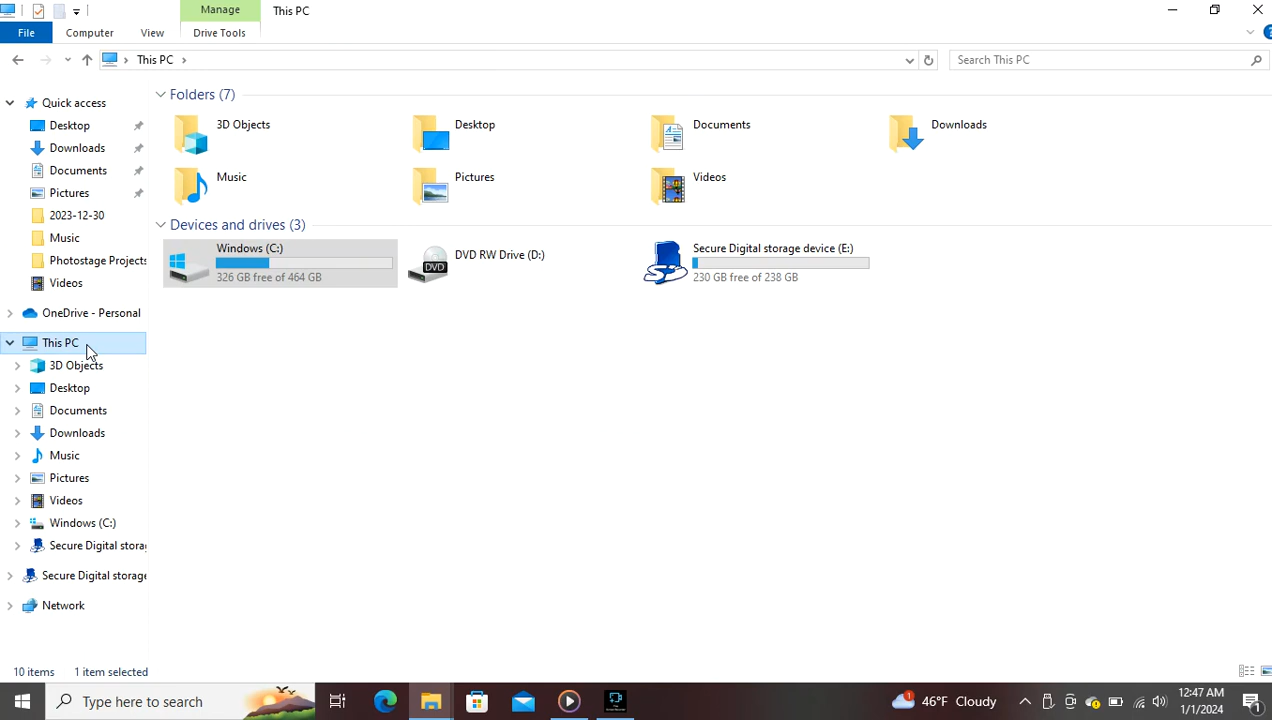 Manage
This PC
File
Computer
View
Drive Tools
This PC
Search This PC
Quick access
Desktop
Downloads
Documents
Pictures
2023-12-30
Music
Photostage Projects
Videos
OneDrive - Personal
This PC
3D Objects
Desktop
Documents
Downloads
Music
Pictures
Videos
Windows (C:)
Secure Digital stora
Secure Digital storage
Network
Folders (7)
3D Objects
Desktop
Documents
Downloads
Music
Pictures
Videos
Devices and drives (3)
Windows (C:)
326 GB free of 464 GB
DVD
DVD RW Drive (D:)
Secure Digital storage device (E:)
230 GB free of 238 GB
10 items
1 item selected
Type here to search
1
46°F Cloudy
12:47 AM
1/1/2024
1